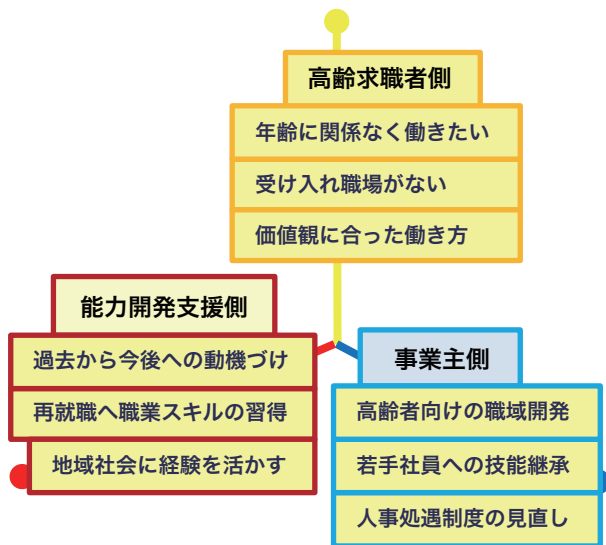 高齢求職者側
年齢に関係なく働きたい
受け入れ職場がない
価値観に合った働き方
能力開発支援側
過去から今後への動機づけ
再就職へ職業スキルの習得
地域社会に経験を活かす
事業主側
高齢者向けの職域開発
若手社員への技能継承
人事処遇制度の見直し